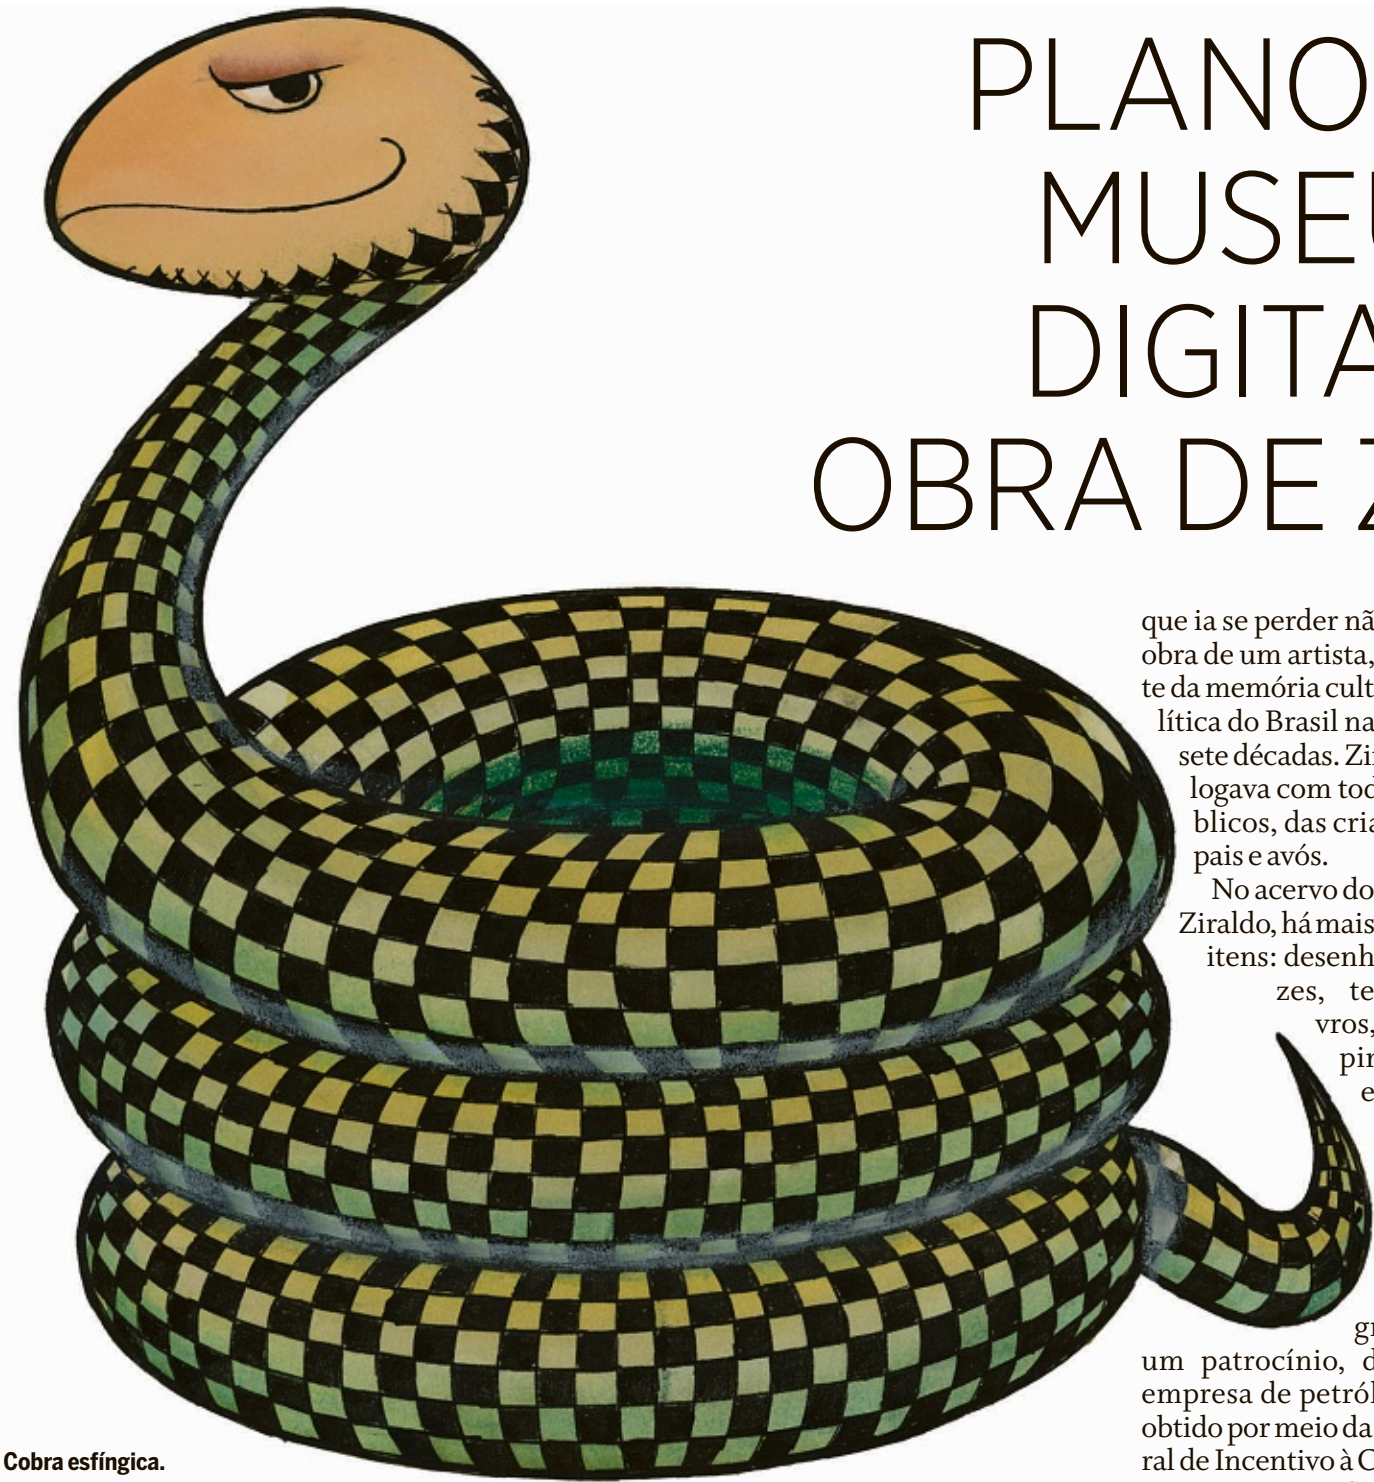 PLANO
MUSEU
DIGITA
OBRA DE Z
que ia se perder nã
obra de um artista,
te da memória cult
lítica do Brasil na
sete décadas. Zir
logava com tod
blicos, das cria
pais e avós.
No acervo do
Ziraldo, há mais
itens: desenh
zes, te
vros,
pin
e
gr
um patrocínio, d
empresa de petról
obtido por meio da
ral de Incentivo à C
Cobra esfíngica.